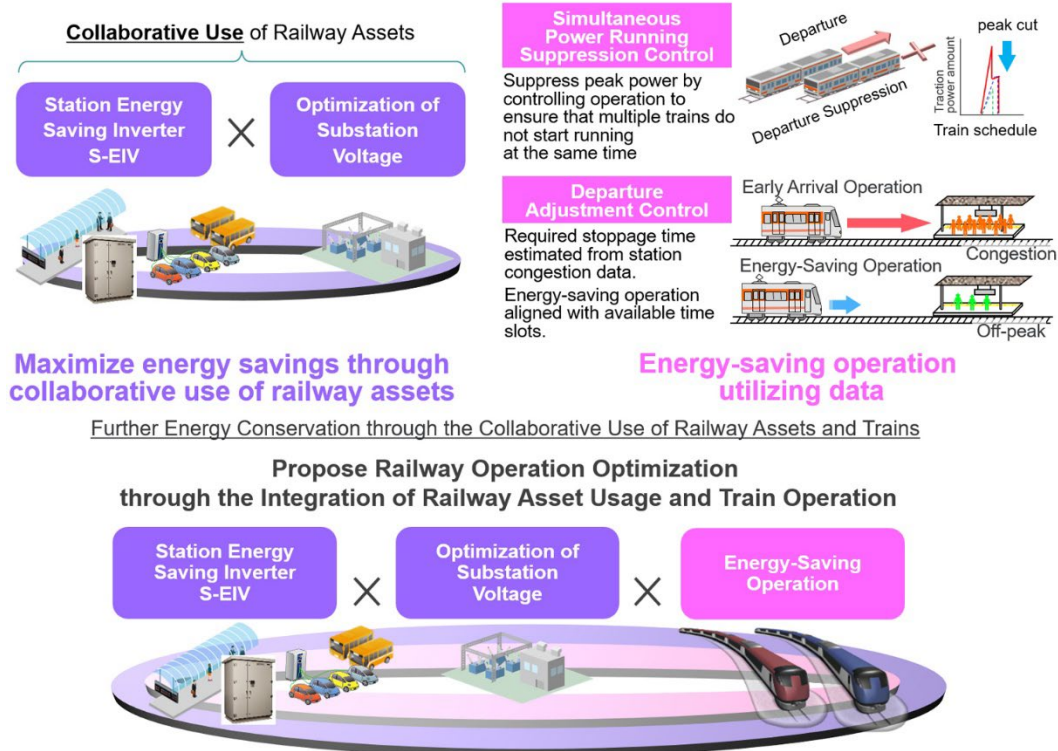 Collaborative Use of Railway Assets
Station Energy
Saving Inverter
S-EIV
Optimization of
Substation
Voltage
Maximize energy savings through
collaborative use of railway assets
Simultaneous
Power Running
Suppression Control
Suppress peak power by
controlling operation to
ensure that multiple trains do
not start running
at the same time
Departure
Departure Suppression
peak cut
Traction
power amount
Train schedule
Departure
Adjustment Control
Required stoppage time
estimated from station
congestion data.
Energy-saving operation
aligned with available time
slots.
Early Arrival Operation
Congestion
Energy-Saving Operation
Off-peak
Energy-saving operation
utilizing data
Further Energy Conservation through the Collaborative Use of Railway Assets and Trains
Propose Railway Operation Optimization
through the Integration of Railway Asset Usage and Train Operation
Station Energy
Saving Inverter
S-EIV
Optimization of
Substation
Voltage
Energy-Saving
Operation